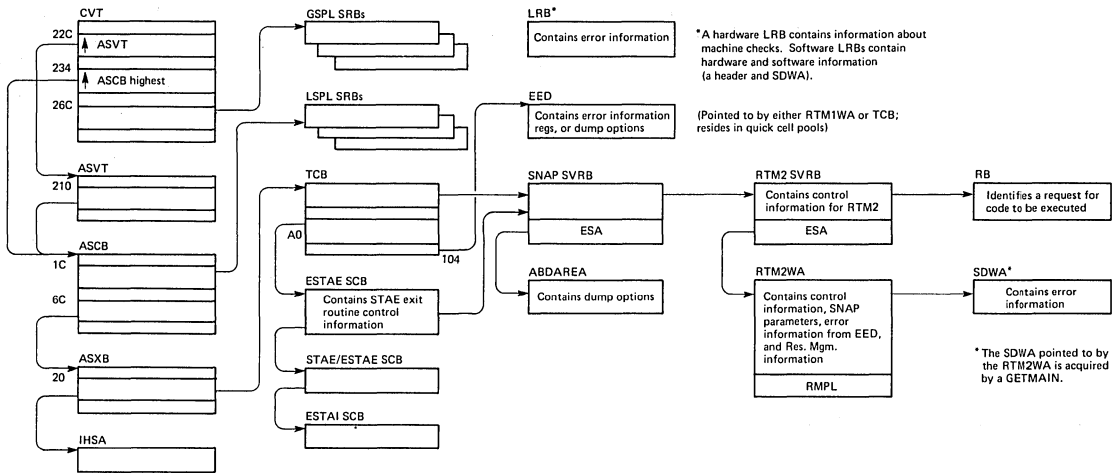 CVT
22C
ASVT
234
ASCB highest
26C
ASVT
210
ASCB
1C
6C
ASXB
20
IHSA
GSPL SRBs
LSPL SRBs
TCB
A0
104
ESTAE SCB
Contains STAE exit
routine control
information
STAE/ESTAE SCB
ESTAI SCB
LRB*
Contains error information
*A hardware LRB contains information about
machine checks. Software LRBs contain
hardware and software information
(a header and SDWA).
EED
Contains error information
regs, or dump options
(Pointed to by either RTM1WA or TCB;
resides in quick cell pools)
SNAP SVRB
ESA
ABDAREA
Contains dump options
RTM2 SVRB
Contains control
information for RTM2
ESA
RTM2WA
Contains control
information, SNAP
parameters, error
information from EED,
and Res. Mgm.
information
RMPL
RB
Identifies a request for
code to be executed
SDWA*
Contains error
information
*The SDWA pointed to by
the RTM2WA is acquired
by a GETMAIN.